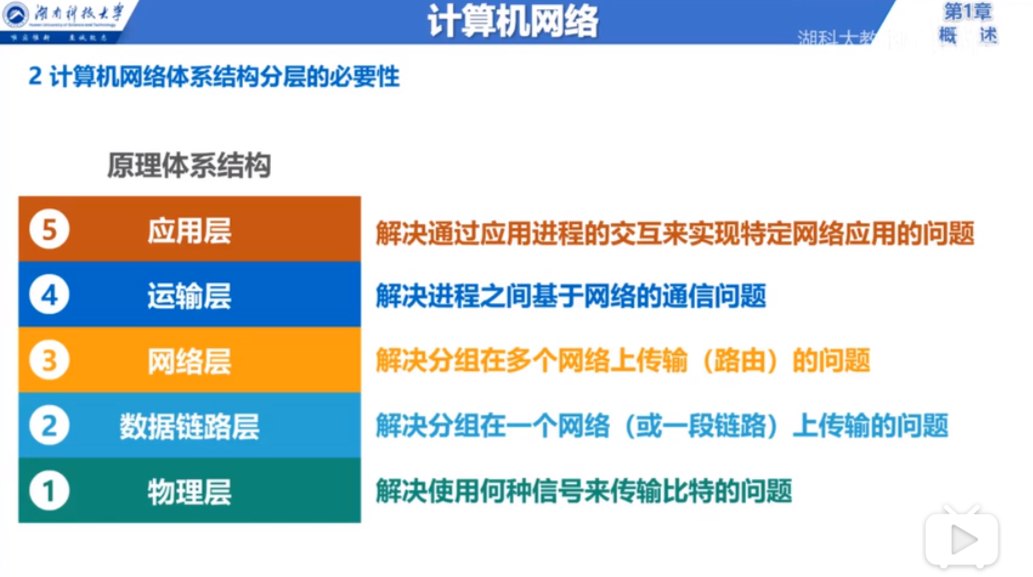 湖南科技大学
计算机网络
第1章
概 述
湖科大教
2 计算机网络体系结构分层的必要性
原理体系结构
5 应用层 解决通过应用进程的交互来实现特定网络应用的问题
4 运输层 解决进程之间基于网络的通信问题
3 网络层 解决分组在多个网络上传输（路由）的问题
2 数据链路层 解决分组在一个网络（或一段链路）上传输的问题
1 物理层 解决使用何种信号来传输比特的问题